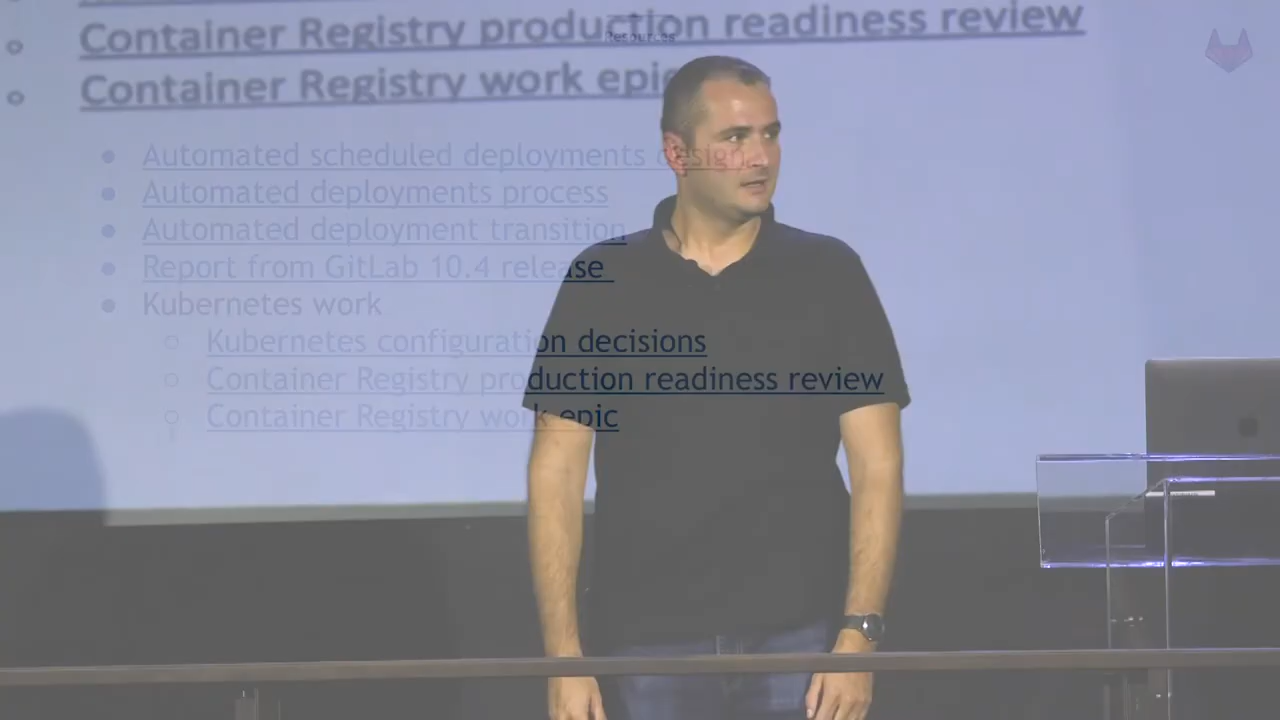 Container Registry production readiness review
Container Registry work epic
Resources
Automated scheduled deployments design
Automated deployments process
Automated deployment transition
Report from GitLab 10.4 release
Kubernetes work
Kubernetes configuration decisions
Container Registry production readiness review
Container Registry work epic